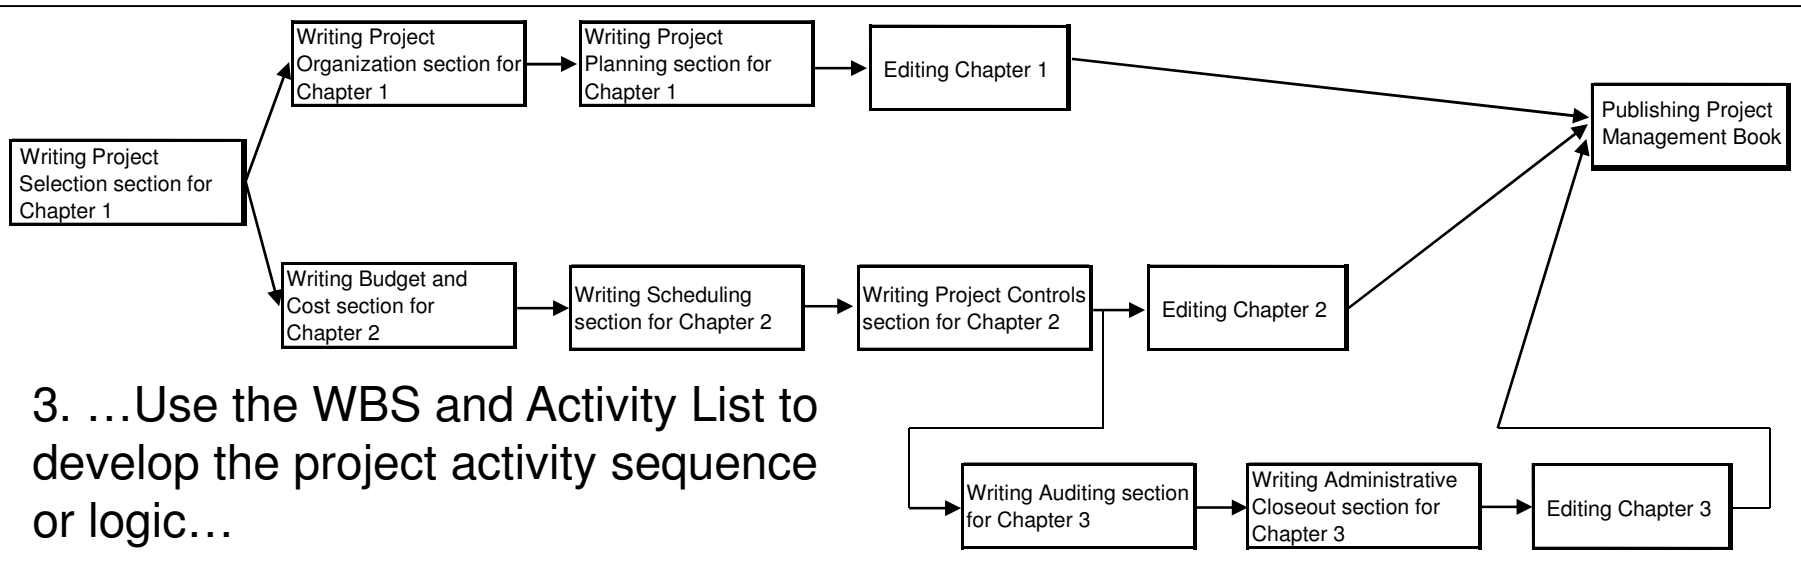 Writing Project
Organization section for
Chapter 1
Writing Project
Planning section for
Chapter 1
Editing Chapter 1
Publishing Project
Management Book
Writing Project
Selection section for
Chapter 1
Writing Budget and
Cost section for
Chapter 2
Writing Scheduling
section for Chapter 2
Writing Project Controls
section for Chapter 2
Editing Chapter 2
3. …Use the WBS and Activity List to
develop the project activity sequence
or logic…
Writing Auditing section
for Chapter 3
Writing Administrative
Closeout section for
Chapter 3
Editing Chapter 3